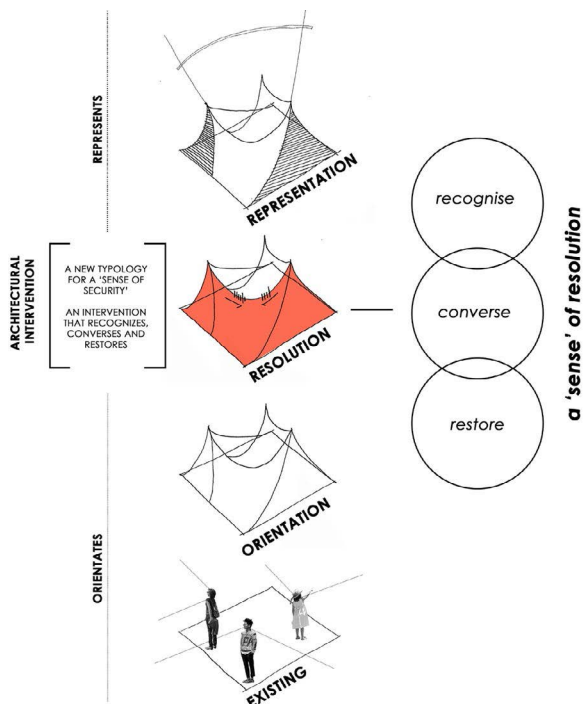 REPRESENTS
REPRESENTATION
ARCHITECTURAL
INTERVENTION
A NEW TYPOLOGY
FOR A 'SENSE OF
SECURITY'
AN INTERVENTION
THAT RECOGNIZES,
CONVERSES AND
RESTORES
RESOLUTION
recognise
converse
restore
a 'sense' of resolution
ORIENTATES
ORIENTATION
EXISTING